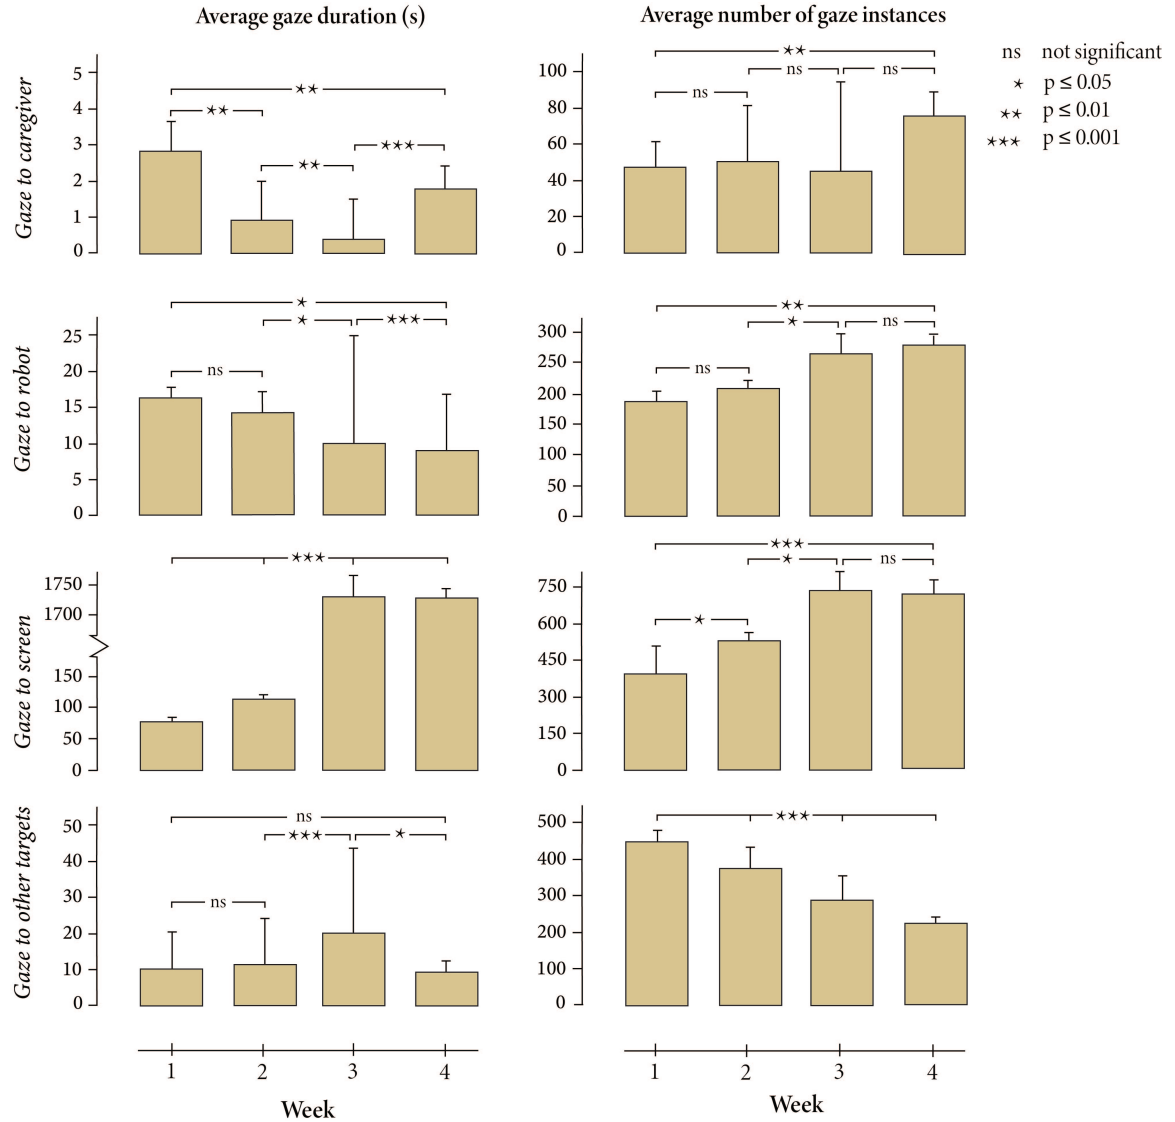 Average gaze duration (s)
Average number of gaze instances
ns not significant
⋆ p ≤ 0.05
⋆⋆ p ≤ 0.01
⋆⋆⋆ p ≤ 0.001
Gaze to caregiver
5
4
3
2
1
0
⋆⋆
⋆⋆
⋆⋆
⋆⋆⋆
100
80
60
40
20
0
⋆⋆
ns
ns
ns
Gaze to robot
25
20
15
10
5
0
⋆
⋆
⋆⋆⋆
ns
300
250
200
150
100
50
0
⋆⋆
⋆
ns
ns
Gaze to screen
1750
1700
150
100
50
0
⋆⋆⋆
750
600
450
300
150
0
⋆⋆⋆
⋆
ns
⋆
Gaze to other targets
50
40
30
20
10
0
ns
⋆⋆⋆
⋆
ns
500
400
300
200
100
0
⋆⋆⋆
1 2 3 4
Week
1 2 3 4
Week